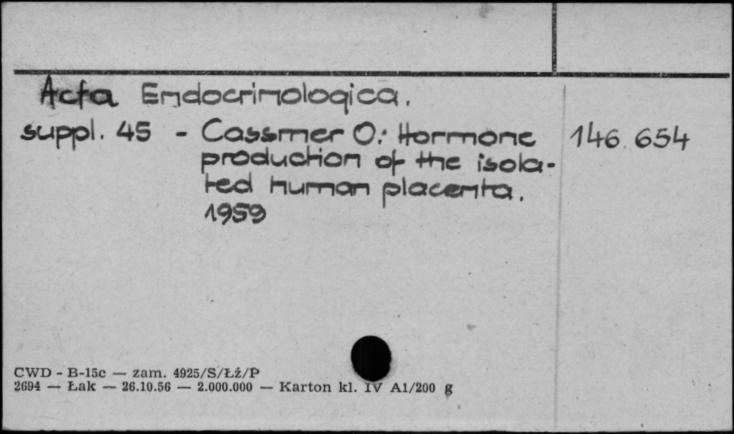 Acta Endocrinologica.
suppl. 45 - Cassmer O.: Hormone 146 654
production of the isola-
ted human placenta.
1959
CWD - B-15c — zam. 4925/S/Łź/P
2694 — Łak — 26.10.56 — 2.000.000 — Karton kl. IV A1/200 g